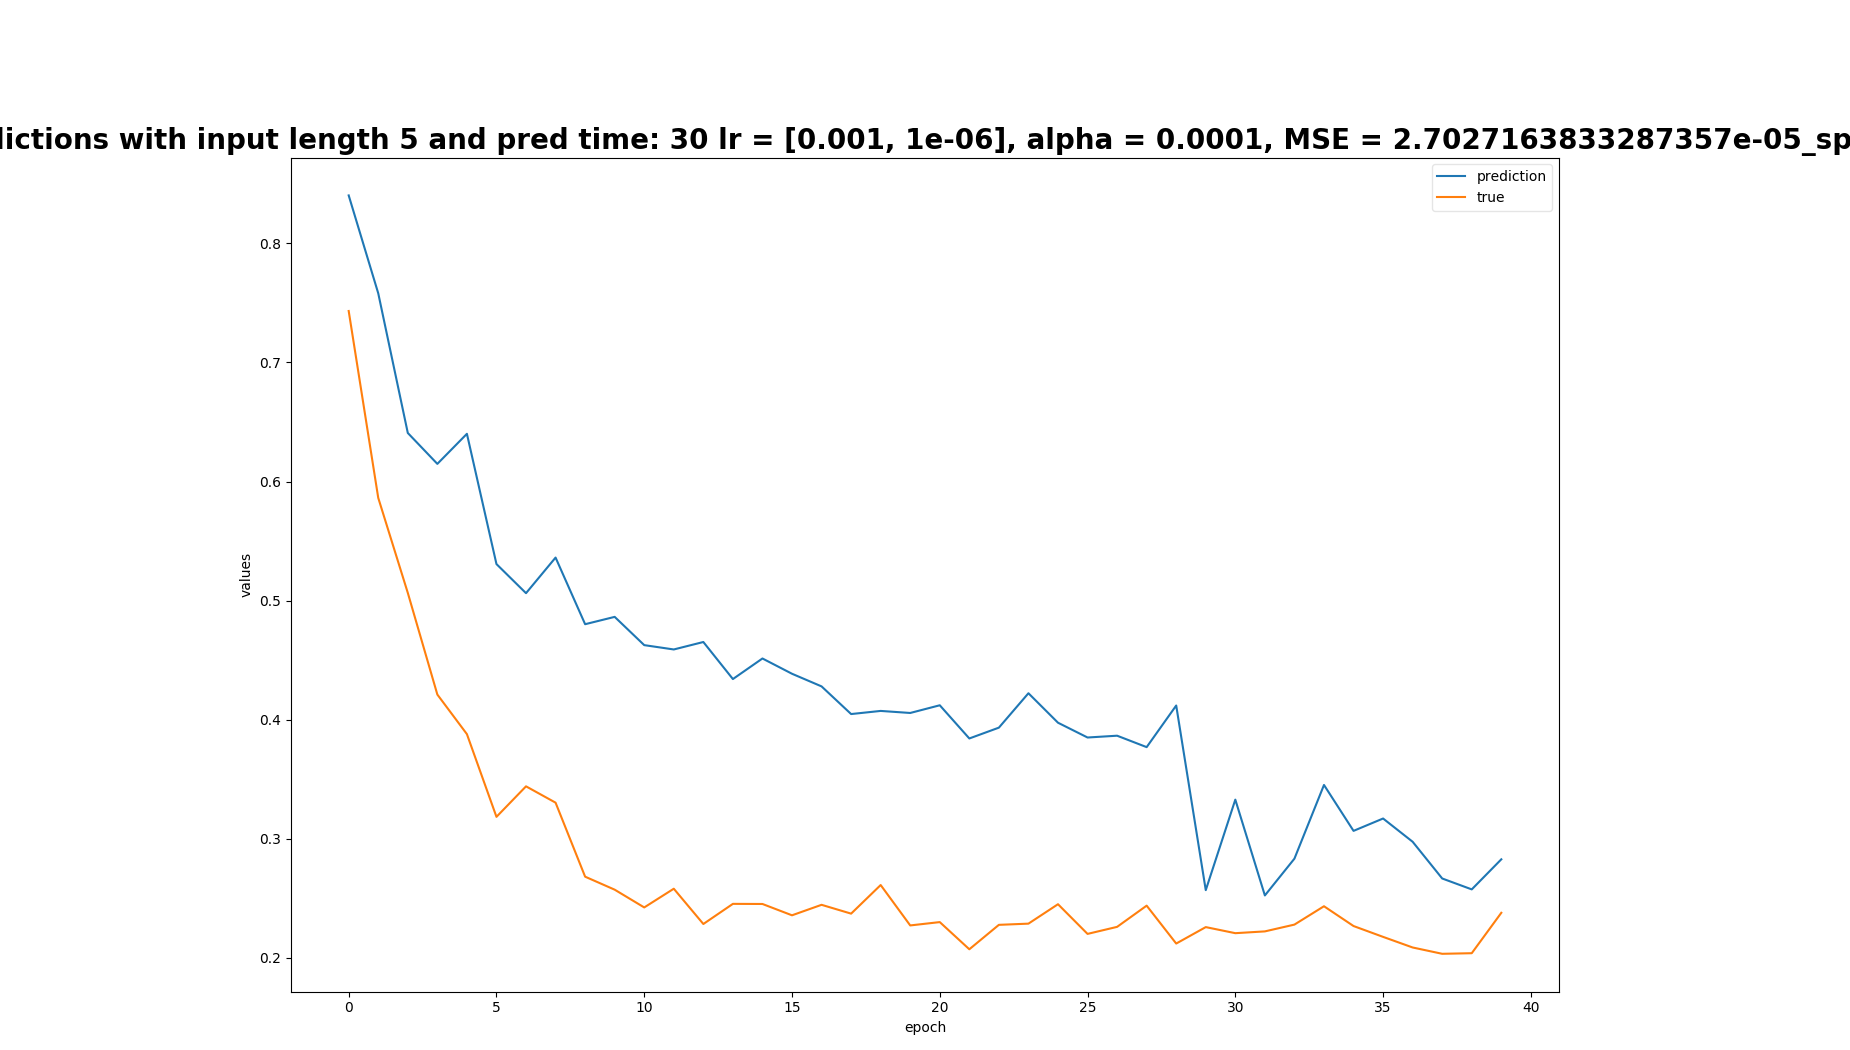 lictions with input length 5 and pred time: 30 lr = [0.001, 1e-06], alpha = 0.0001, MSE = 2.7027163833287357e-05_sp
prediction
true
0.8
0.7
0.6
0.5
0.4
0.3
0.2
values
0 5 10 15 20 25 30 35 40
epoch